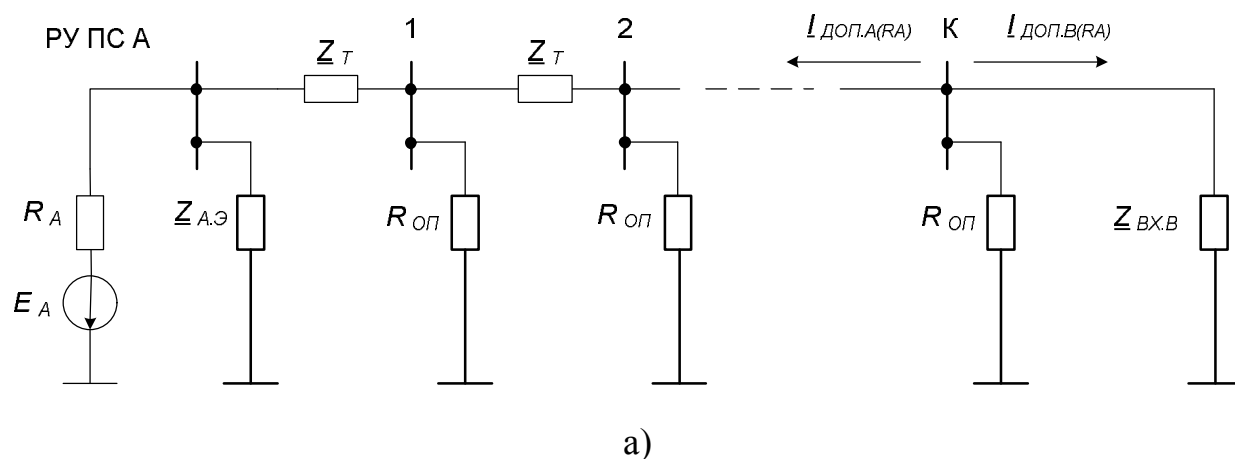 РУ ПС А
Z Т
1
Z Т
2
I ДОП.А(RA)
К
I ДОП.В(RA)
R А
Z А.Э
R ОП
R ОП
R ОП
Z ВХ.В
E А
а)